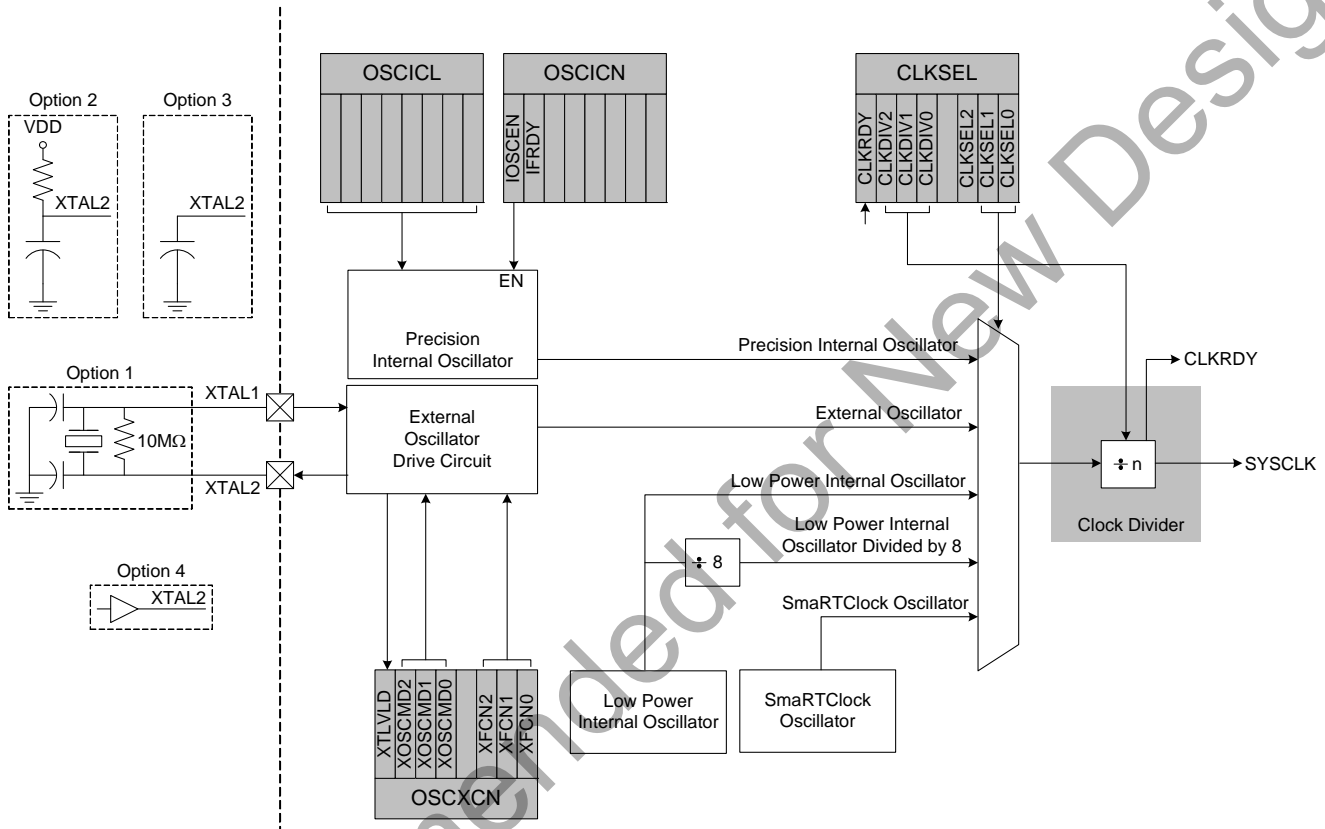 OSCICL
OSCICN
IOSCEN
IFRDY
CLKSEL
CLKRDY
CLKDIV2
CLKDIV1
CLKDIV0
CLKSEL2
CLKSEL1
CLKSEL0
Option 2
VDD
XTAL2
Option 3
XTAL2
EN
Precision
Internal Oscillator
Precision Internal Oscillator
CLKRDY
Option 1
XTAL1
10MΩ
XTAL2
External
Oscillator
Drive Circuit
External Oscillator
÷ n
SYSCLK
Clock Divider
Low Power Internal Oscillator
Low Power Internal
Oscillator Divided by 8
÷ 8
Option 4
XTAL2
SmaRTClock Oscillator
XTLVLD
XOSCMD2
XOSCMD1
XOSCMD0
XFCN2
XFCN1
XFCN0
OSCXCN
Low Power
Internal Oscillator
SmaRTClock
Oscillator
mended for New Desig